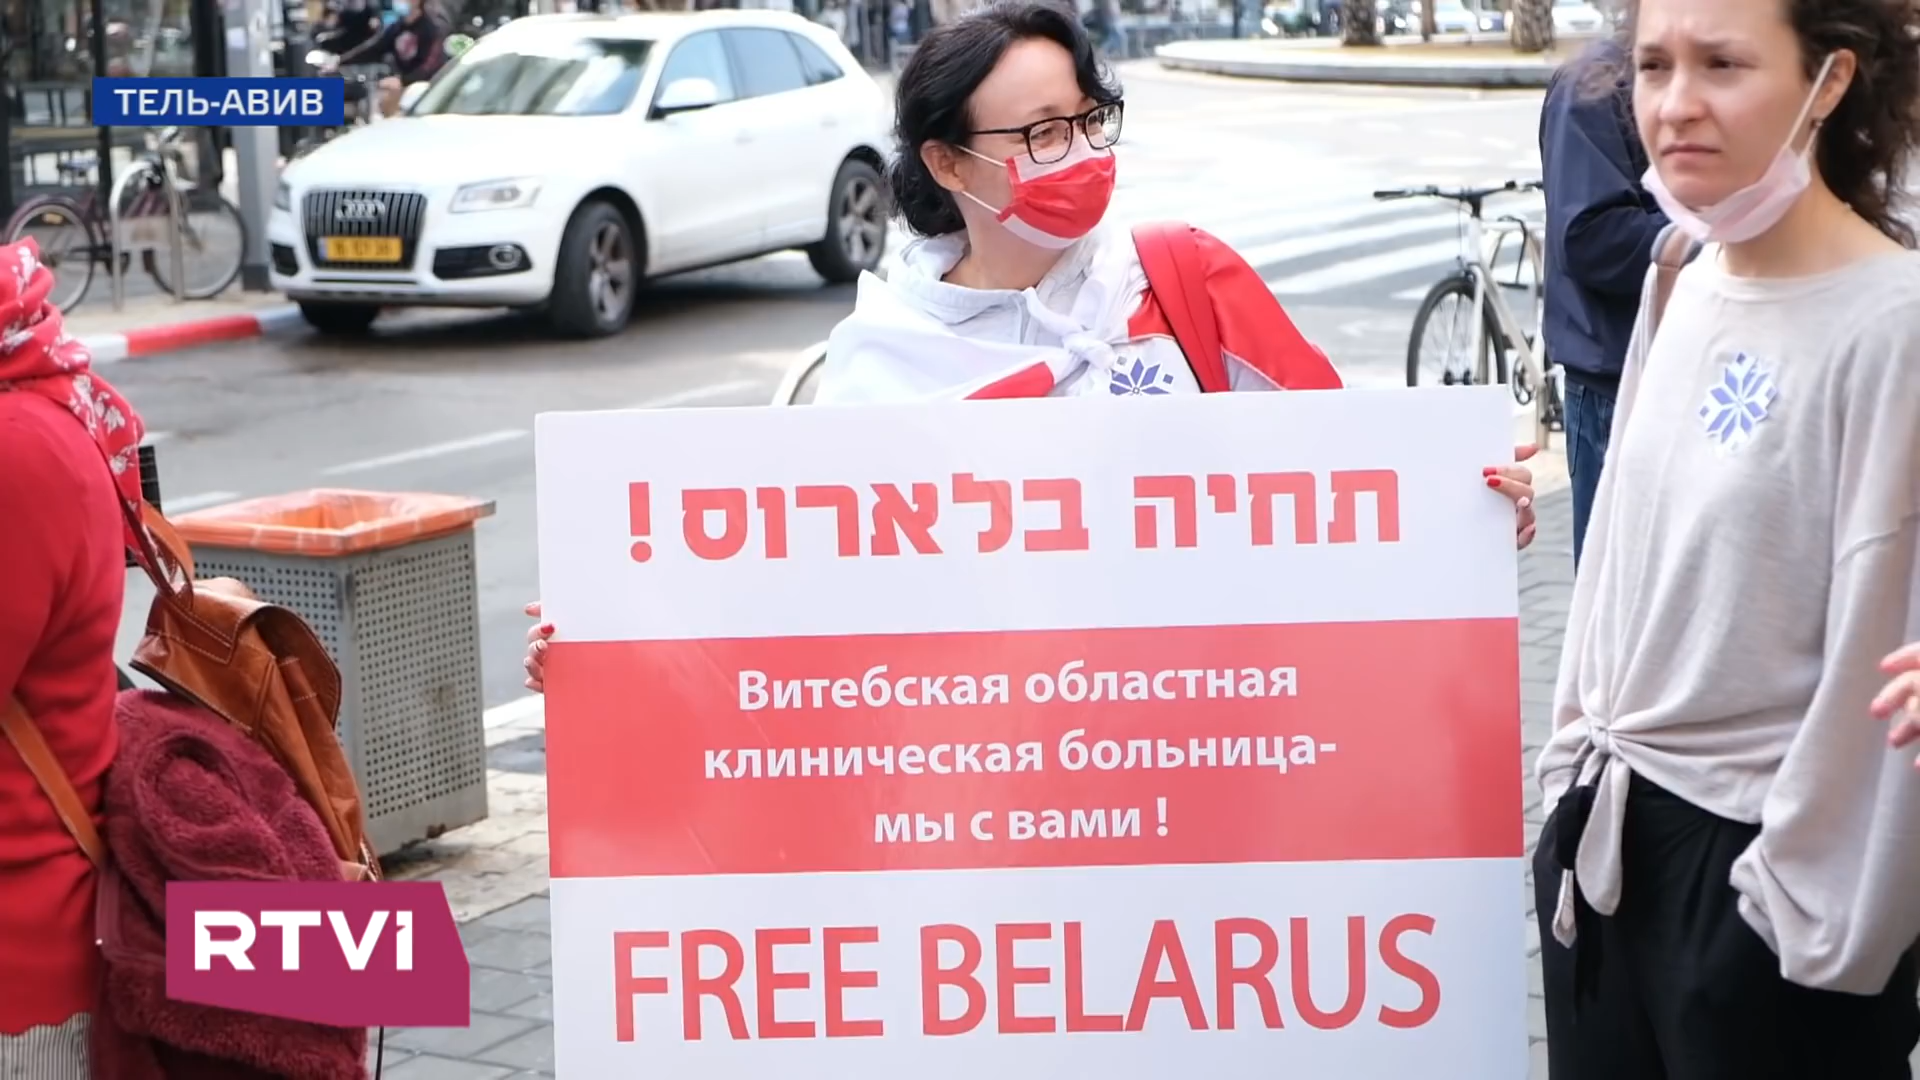 ТЕЛЬ-АВИВ
תחיה בלארוס!
Витебская областная
клиническая больница-
мы с вами !
FREE BELARUS
RTVI